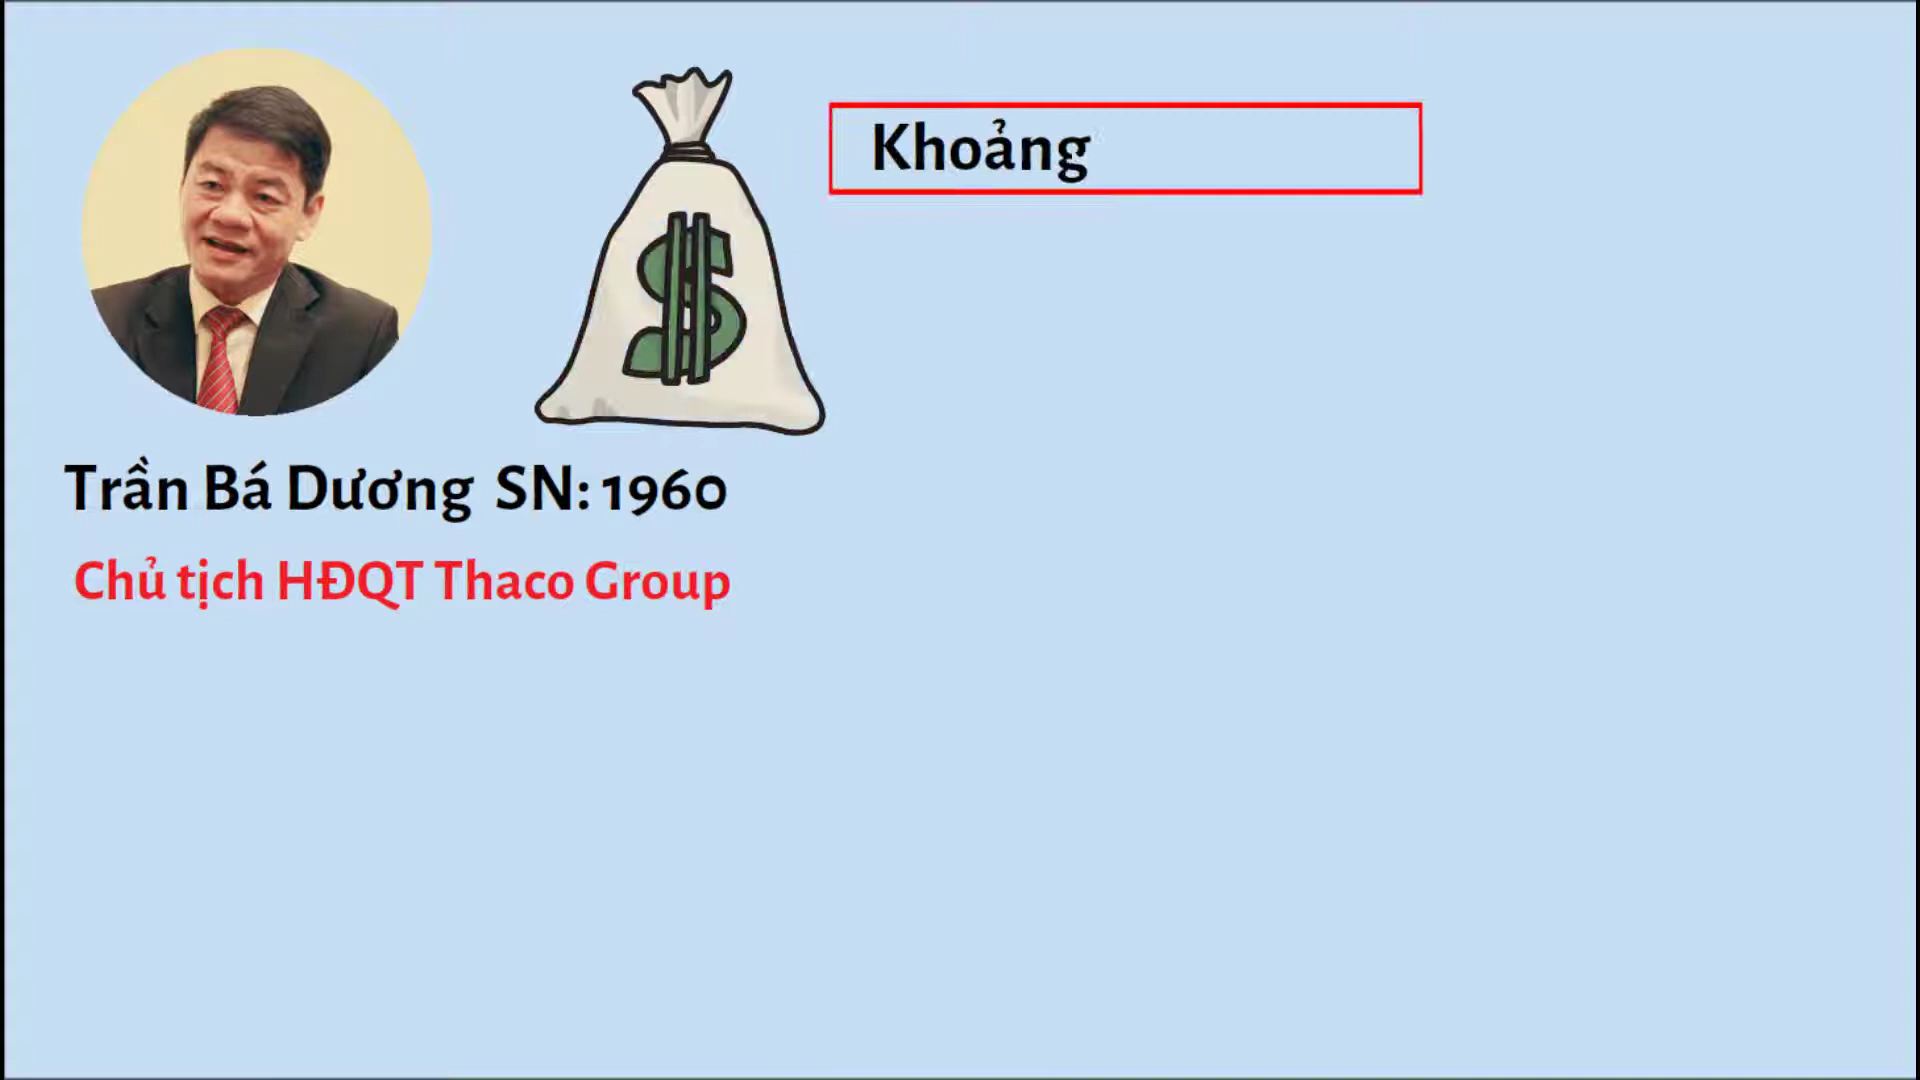 Khoảng
Trần Bá Dương SN: 1960
Chủ tịch HĐQT Thaco Group